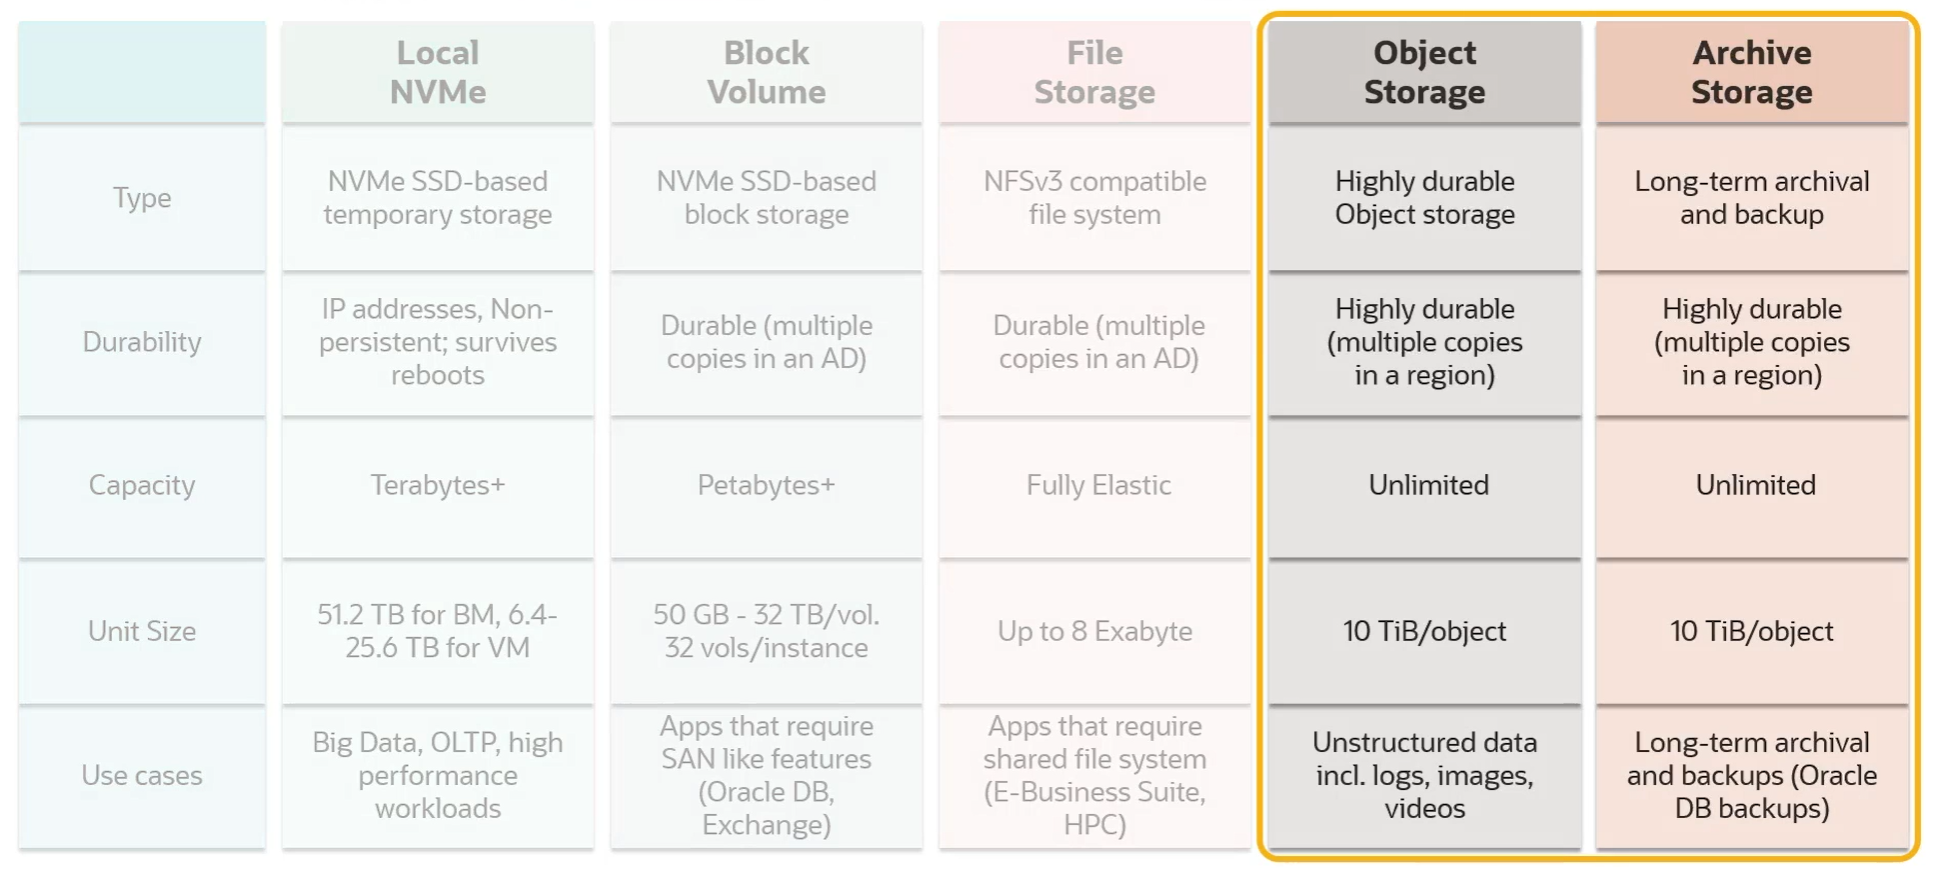 Local
NVMe
Block
Volume
File
Storage
Object
Storage
Archive
Storage
Type
NVMe SSD-based
temporary storage
NVMe SSD-based
block storage
NFSv3 compatible
file system
Highly durable
Object storage
Long-term archival
and backup
Durability
IP addresses, Non-
persistent; survives
reboots
Durable (multiple
copies in an AD)
Durable (multiple
copies in an AD)
Highly durable
(multiple copies
in a region)
Highly durable
(multiple copies
in a region)
Capacity
Terabytes+
Petabytes+
Fully Elastic
Unlimited
Unlimited
Unit Size
51.2 TB for BM, 6.4-
25.6 TB for VM
50 GB - 32 TB/vol.
32 vols/instance
Up to 8 Exabyte
10 TiB/object
10 TiB/object
Use cases
Big Data, OLTP, high
performance
workloads
Apps that require
SAN like features
(Oracle DB,
Exchange)
Apps that require
shared file system
(E-Business Suite,
HPC)
Unstructured data
incl. logs, images,
videos
Long-term archival
and backups (Oracle
DB backups)